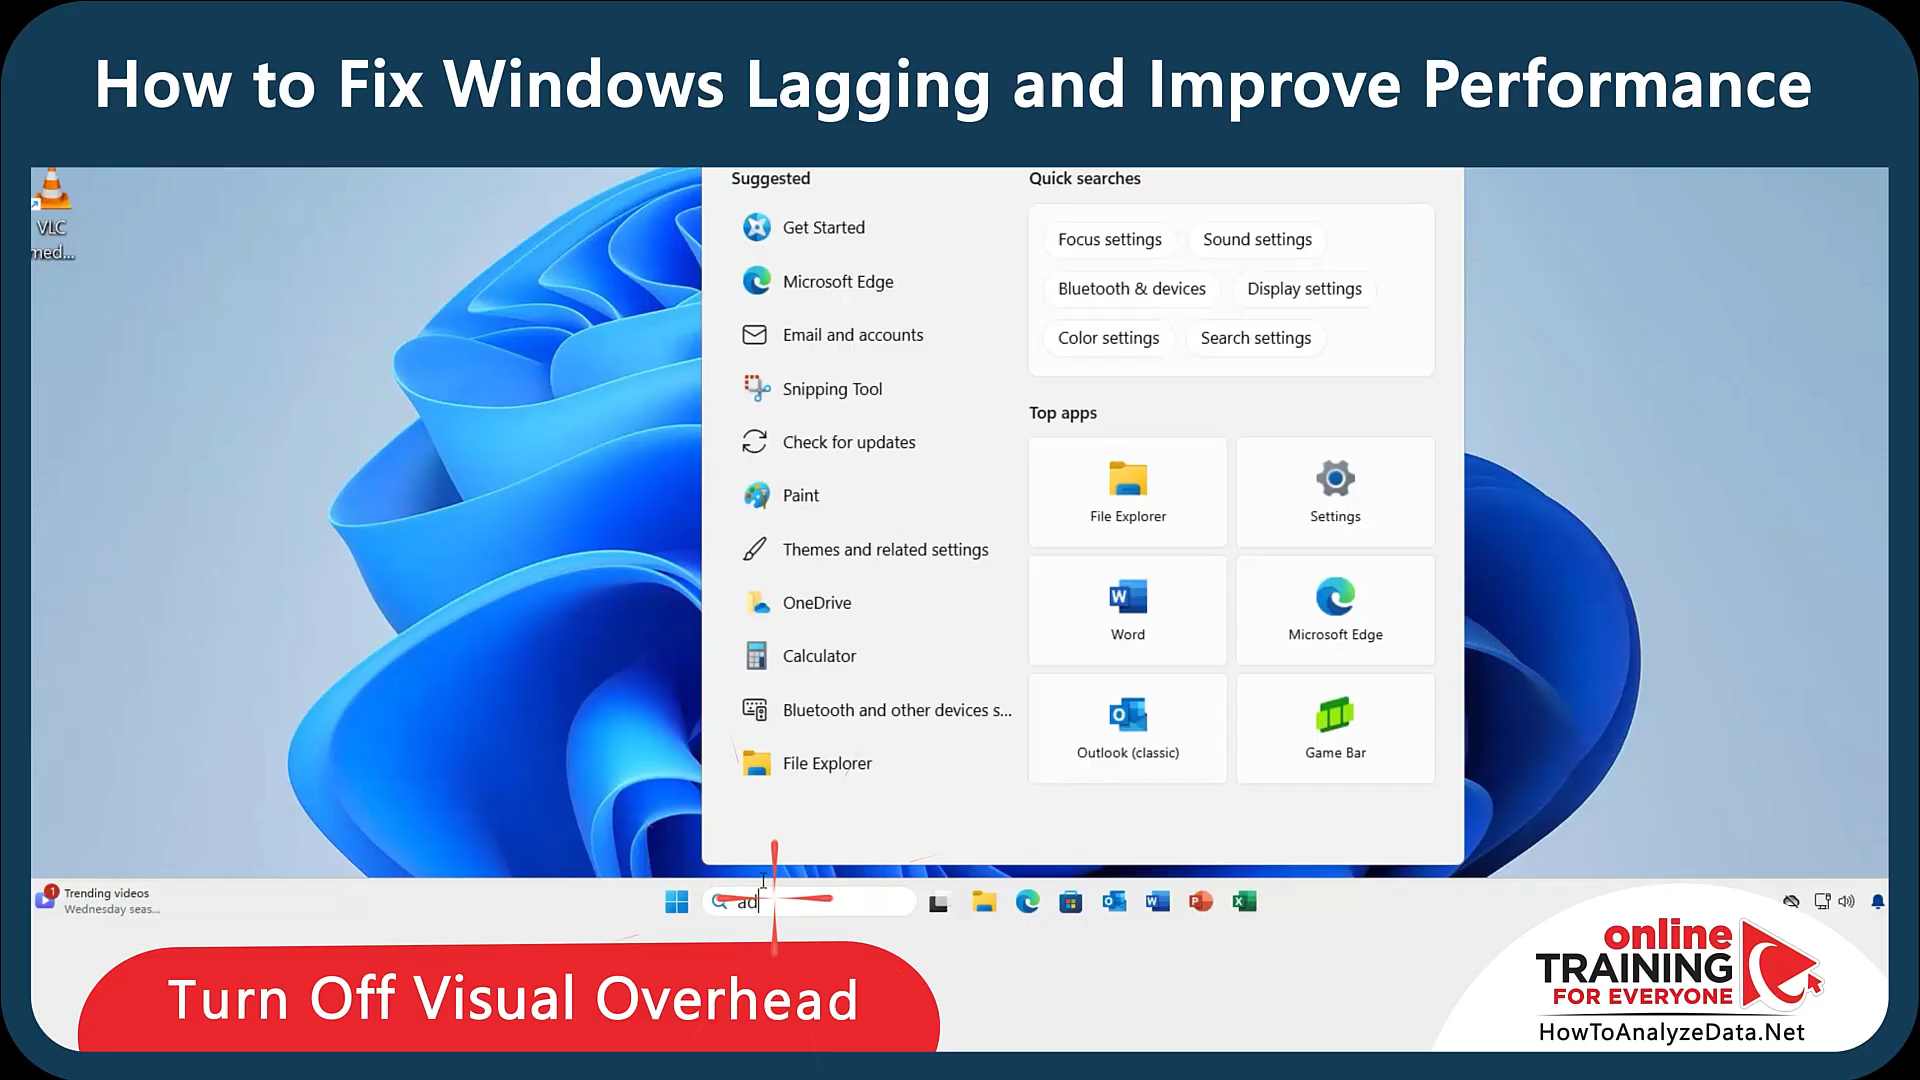 How to Fix Windows Lagging and Improve Performance
VLC
med...
Suggested
Get Started
Microsoft Edge
Email and accounts
Snipping Tool
Check for updates
Paint
Themes and related settings
OneDrive
Calculator
Bluetooth and other devices s...
File Explorer
Quick searches
Focus settings
Sound settings
Bluetooth & devices
Display settings
Color settings
Search settings
Top apps
File Explorer
Settings
Word
Microsoft Edge
Outlook (classic)
Game Bar
1
Trending videos
Wednesday seas...
ad
Turn Off Visual Overhead
online
TRAINING
FOR EVERYONE
HowToAnalyzeData.Net